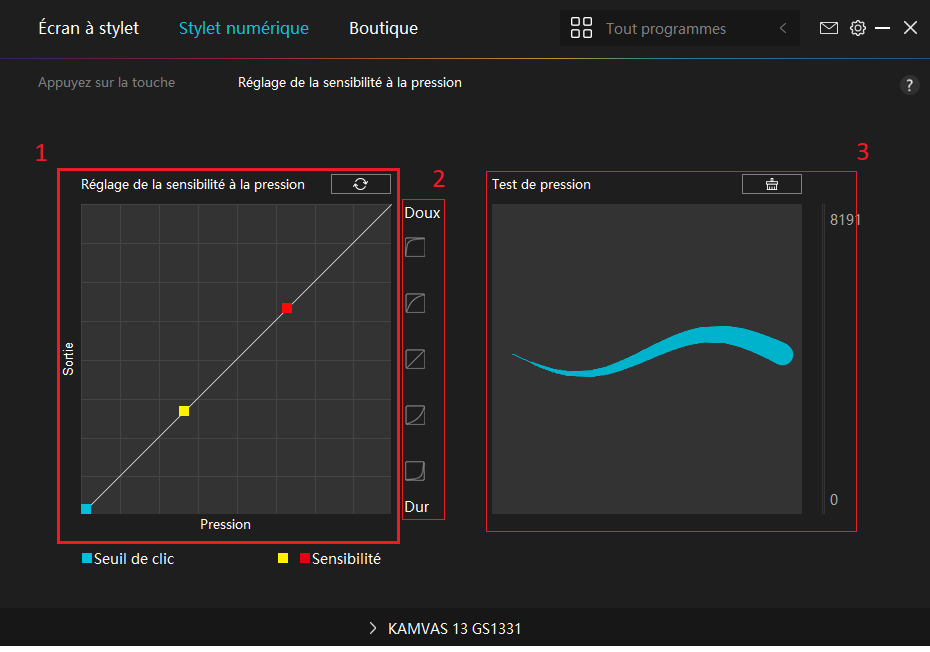 Écran à stylet
Stylet numérique
Boutique
Tout programmes
Appuyez sur la touche
Réglage de la sensibilité à la pression
?
1
Réglage de la sensibilité à la pression
2
Doux
Dur
Sortie
Pression
Seuil de clic
Sensibilité
3
Test de pression
8191
0
KAMVAS 13 GS1331